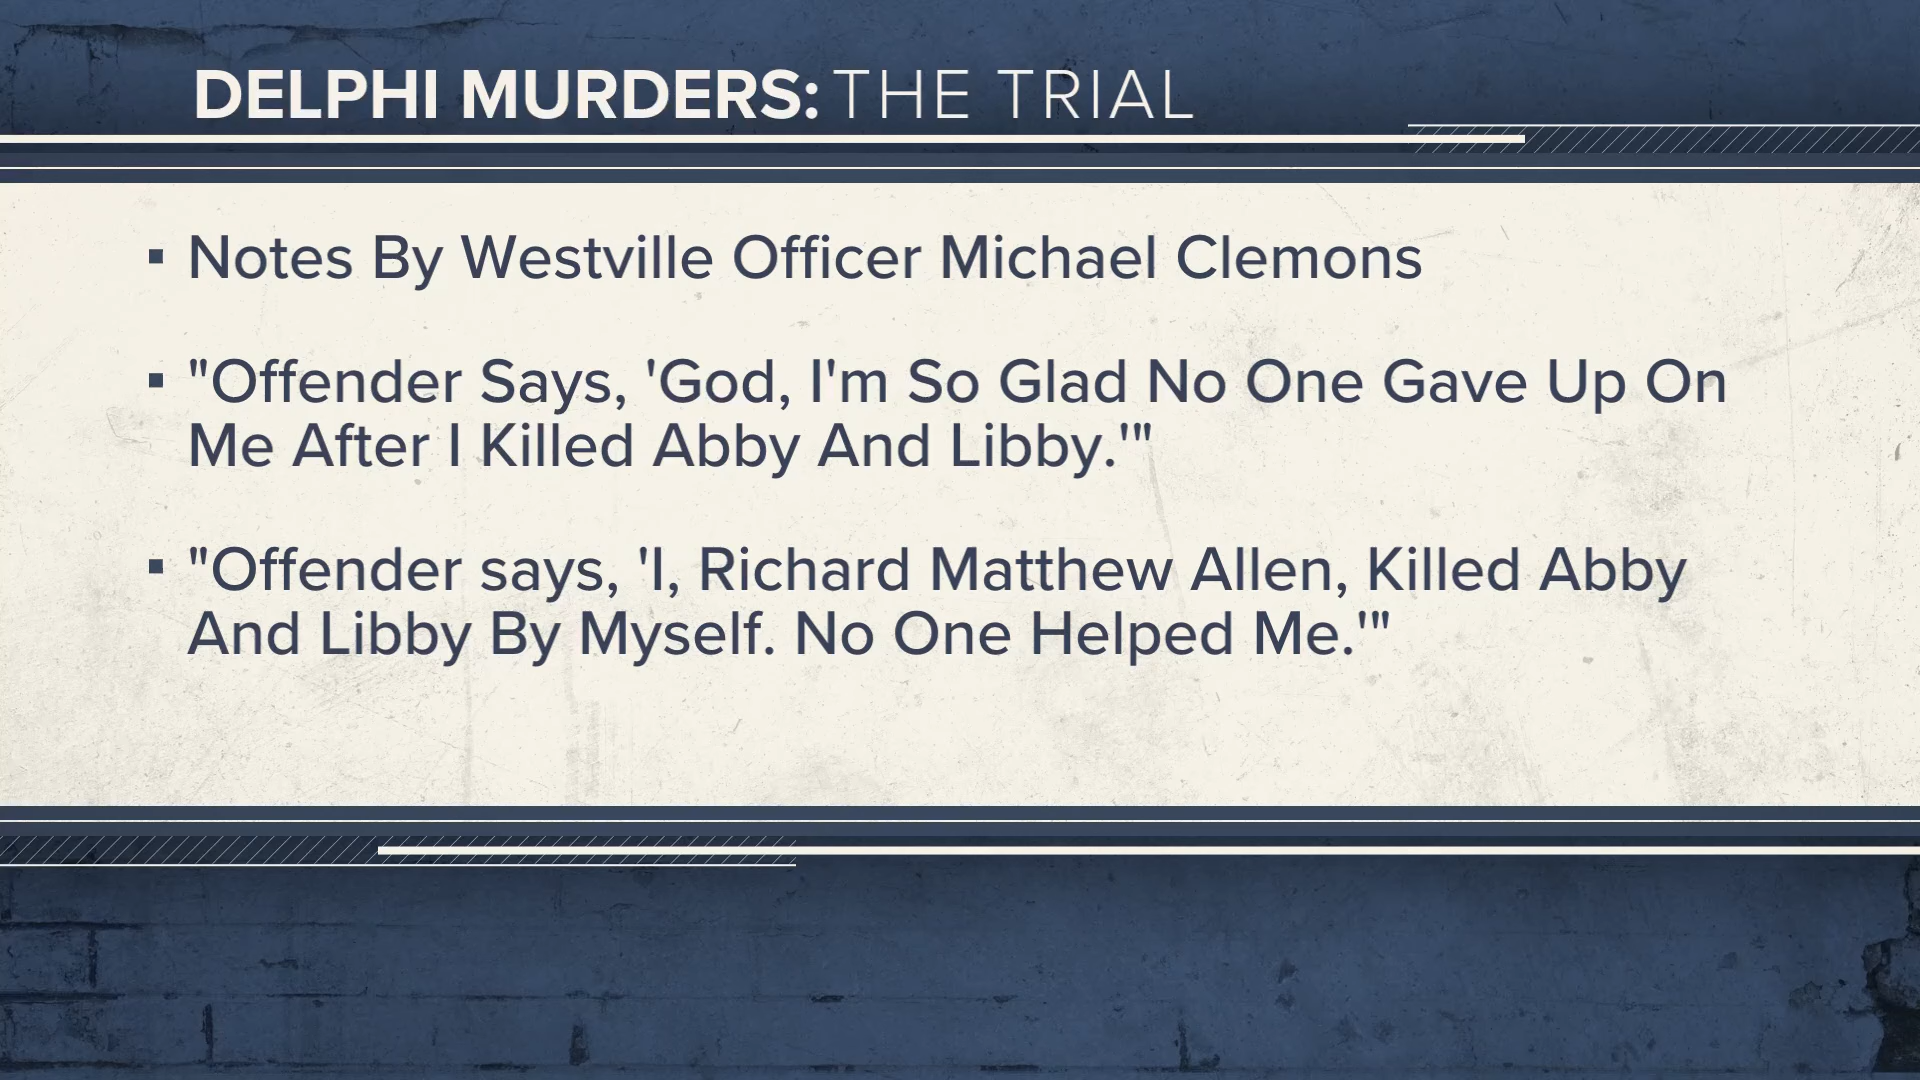 DELPHI MURDERS: THE TRIAL
▪ Notes By Westville Officer Michael Clemons
▪ "Offender Says, 'God, I'm So Glad No One Gave Up On
Me After I Killed Abby And Libby.'"
▪ "Offender says, 'I, Richard Matthew Allen, Killed Abby
And Libby By Myself. No One Helped Me.'"